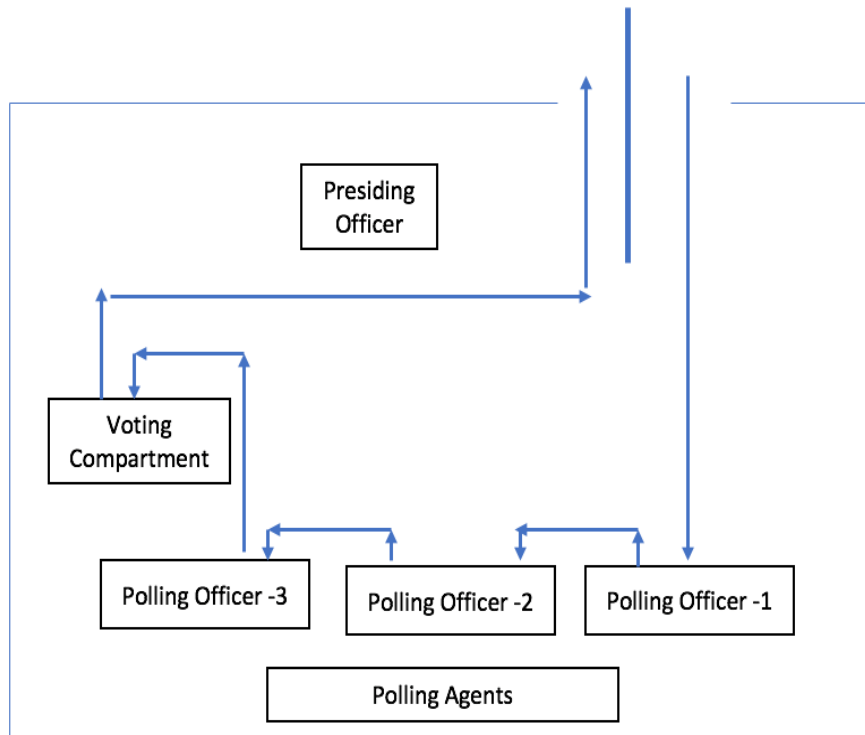 Presiding
Officer
Voting
Compartment
Polling Officer -3
Polling Officer -2
Polling Officer -1
Polling Agents